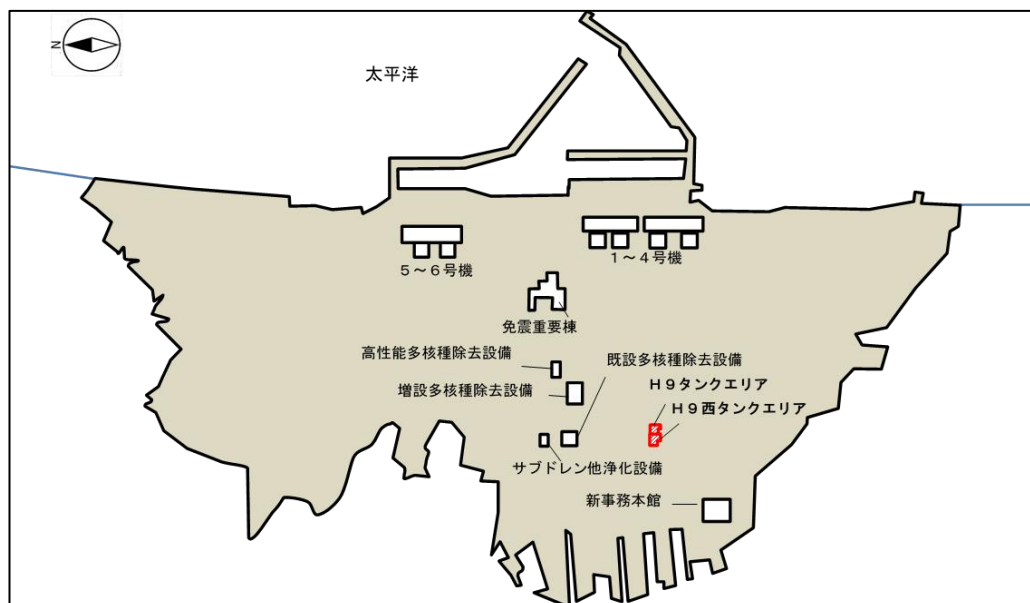 N
太平洋
５～６号機
１～４号機
免震重要棟
高性能多核種除去設備
既設多核種除去設備
増設多核種除去設備
Ｈ９タンクエリア
Ｈ９西タンクエリア
サブドレン他浄化設備
新事務本館